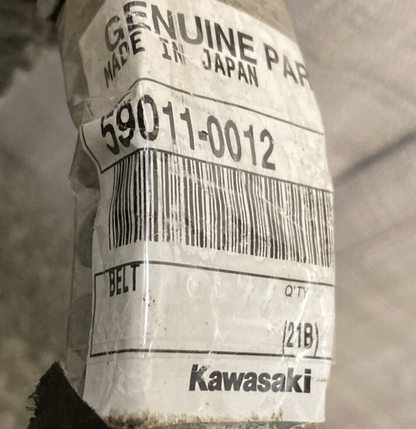 GENUINE PAR
MADE IN JAPAN
59011-0012
BELT Q'TY
(21B)
Kawasaki